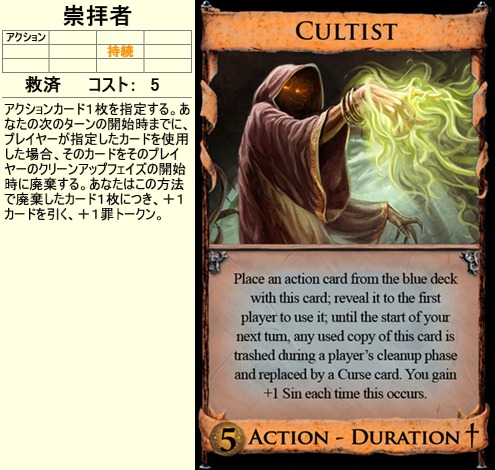 崇拝者
アクション
持続
救済 コスト: 5
アクションカード1枚を指定する。あ
なたの次のターンの開始時までに、
プレイヤーが指定したカードを使用
した場合、そのカードをそのプレイ
ヤーのクリーンアップフェイズの開始
時に廃棄する。あなたはこの方法
で廃棄したカード1枚につき、+1
カードを引く、+1罪トークン。
CULTIST
Place an action card from the blue deck
with this card; reveal it to the first
player to use it; until the start of your
next turn, any used copy of this card is
trashed during a player's cleanup phase
and replaced by a Curse card. You gain
+1 Sin each time this occurs.
5 ACTION - DURATION †